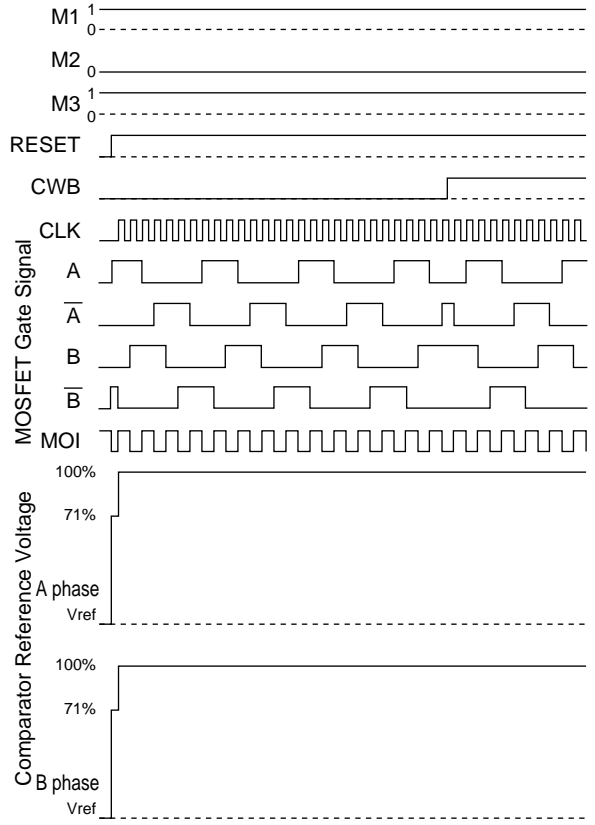 M1 1
0
M2
0
M3 1
0
RESET
CWB
CLK
MOSFET Gate Signal
A
A̅
B
B̅
MOI
Comparator Reference Voltage
100%
71%
A phase
Vref
100%
71%
B phase
Vref